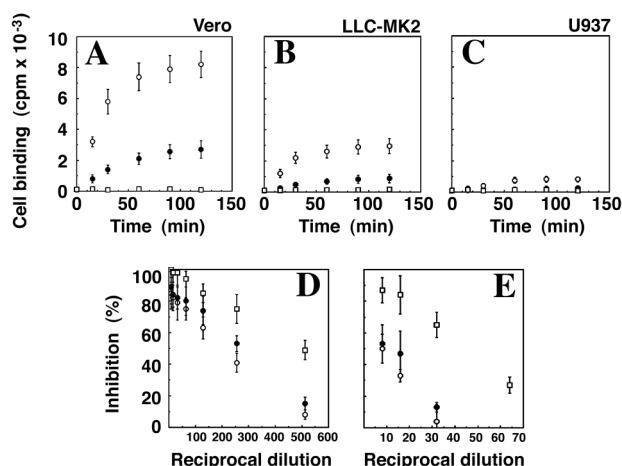 Vero LLC-MK2 U937
A B C
Cell binding (cpm x 10-3)
10
8
6
4
2
0
0 50 100 150 0 50 100 150 0 50 100 150
Time (min) Time (min) Time (min)
D E
Inhibition (%)
100
80
60
40
20
0
100 200 300 400 500 600 10 20 30 40 50 60 70
Reciprocal dilution Reciprocal dilution